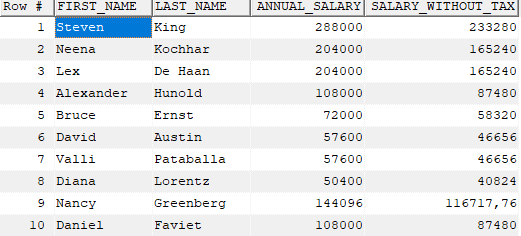 Row # FIRST_NAME LAST_NAME ANNUAL_SALARY SALARY_WITHOUT_TAX
1 Steven King 288000 233280
2 Neena Kochhar 204000 165240
3 Lex De Haan 204000 165240
4 Alexander Hunold 108000 87480
5 Bruce Ernst 72000 58320
6 David Austin 57600 46656
7 Valli Pataballa 57600 46656
8 Diana Lorentz 50400 40824
9 Nancy Greenberg 144096 116717,76
10 Daniel Faviet 108000 87480